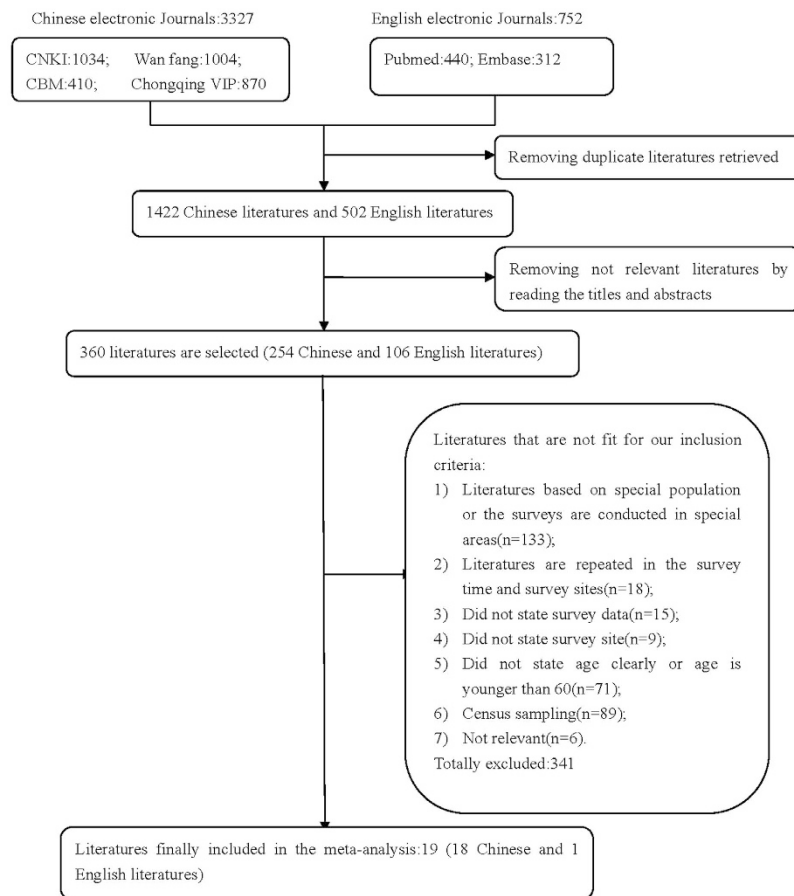 Chinese electronic Journals:3327
English electronic Journals:752
CNKI:1034; Wan fang:1004;
CBM:410; Chongqing VIP:870
Pubmed:440; Embase:312
Removing duplicate literatures retrieved
1422 Chinese literatures and 502 English literatures
Removing not relevant literatures by
reading the titles and abstracts
360 literatures are selected (254 Chinese and 106 English literatures)
Literatures that are not fit for our inclusion
criteria:
1) Literatures based on special population
or the surveys are conducted in special
areas(n=133);
2) Literatures are repeated in the survey
time and survey sites(n=18);
3) Did not state survey data(n=15);
4) Did not state survey site(n=9);
5) Did not state age clearly or age is
younger than 60(n=71);
6) Census sampling(n=89);
7) Not relevant(n=6).
Totally excluded:341
Literatures finally included in the meta-analysis:19 (18 Chinese and 1
English literatures)